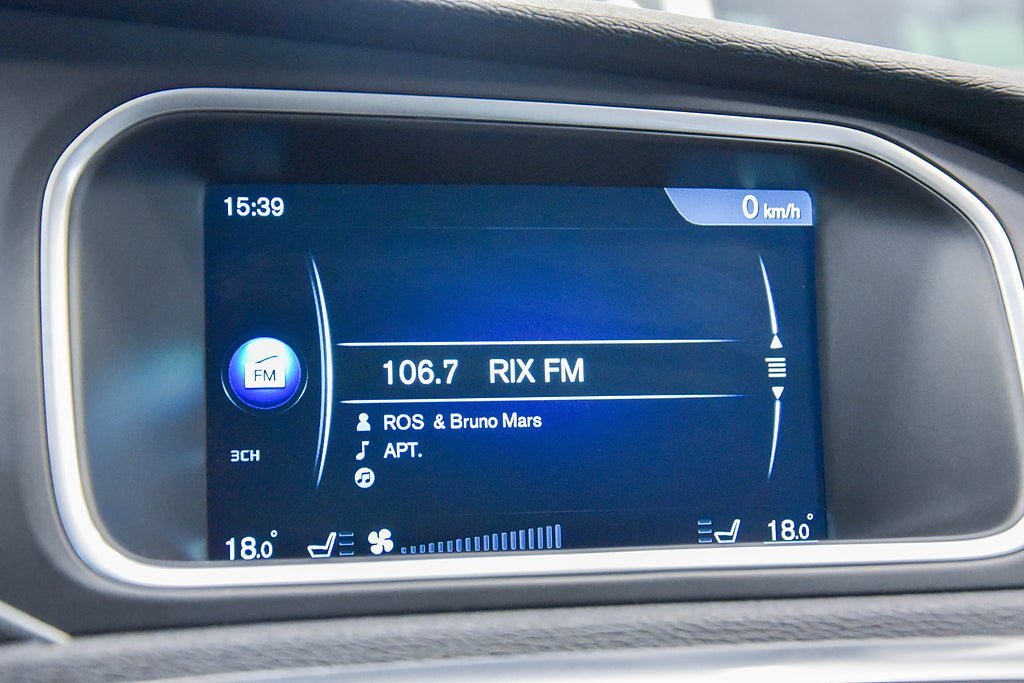 15:39
0 km/h
FM
106.7 RIX FM
ROS & Bruno Mars
3CH
APT.
18.0°
18.0°